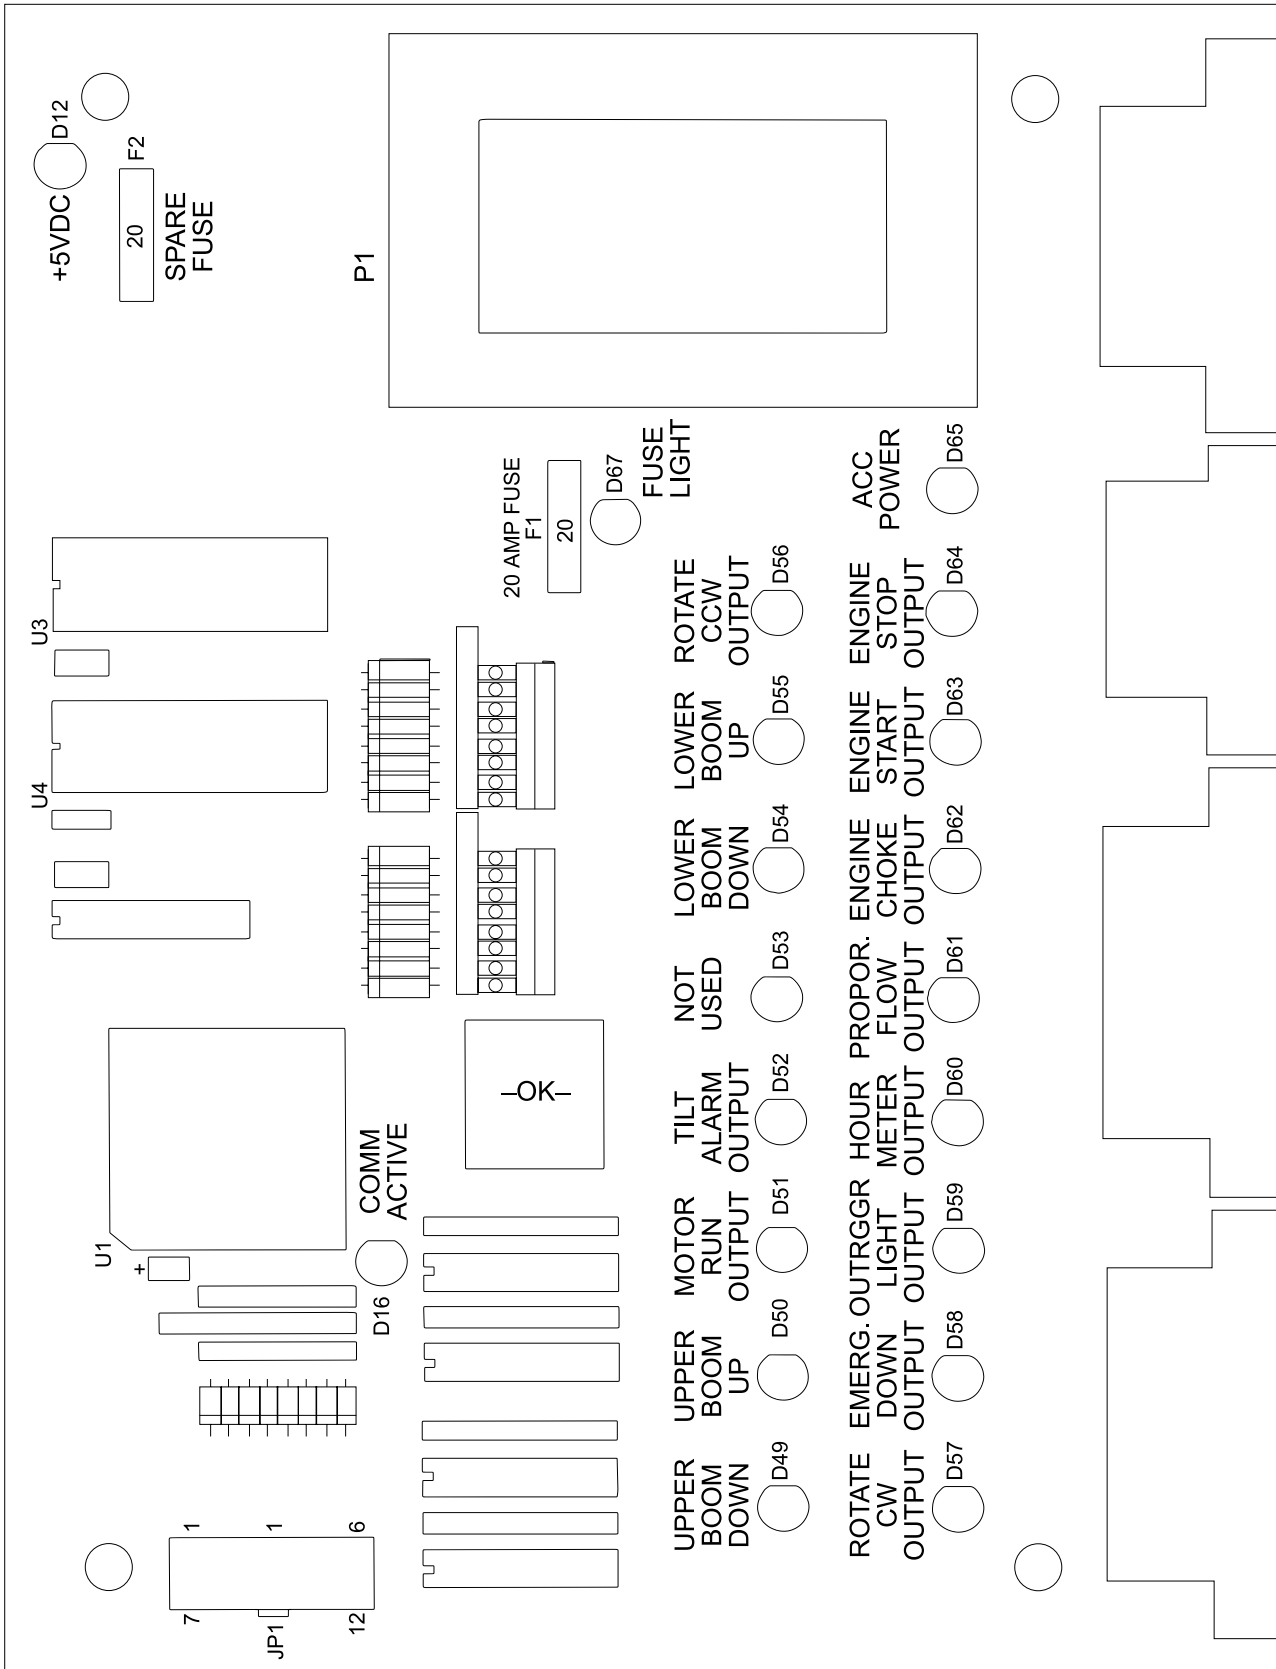 +5VDC
D12
20
F2
SPARE
FUSE
P1
U3
U4
20 AMP FUSE
F1
20
D67
FUSE
LIGHT
U1
+
COMM
ACTIVE
D16
–OK–
7
1
1
12
6
JP1
UPPER
BOOM
DOWN
D49
UPPER
BOOM
UP
D50
MOTOR
RUN
OUTPUT
D51
TILT
ALARM
OUTPUT
D52
NOT
USED
D53
LOWER
BOOM
DOWN
D54
LOWER
BOOM
UP
D55
ROTATE
CCW
OUTPUT
D56
ROTATE
CW
OUTPUT
D57
EMERG.
DOWN
OUTPUT
D58
OUTRGGR
LIGHT
OUTPUT
D59
HOUR
METER
OUTPUT
D60
PROPOR.
FLOW
OUTPUT
D61
ENGINE
CHOKE
OUTPUT
D62
ENGINE
START
OUTPUT
D63
ENGINE
STOP
OUTPUT
D64
ACC
POWER
D65